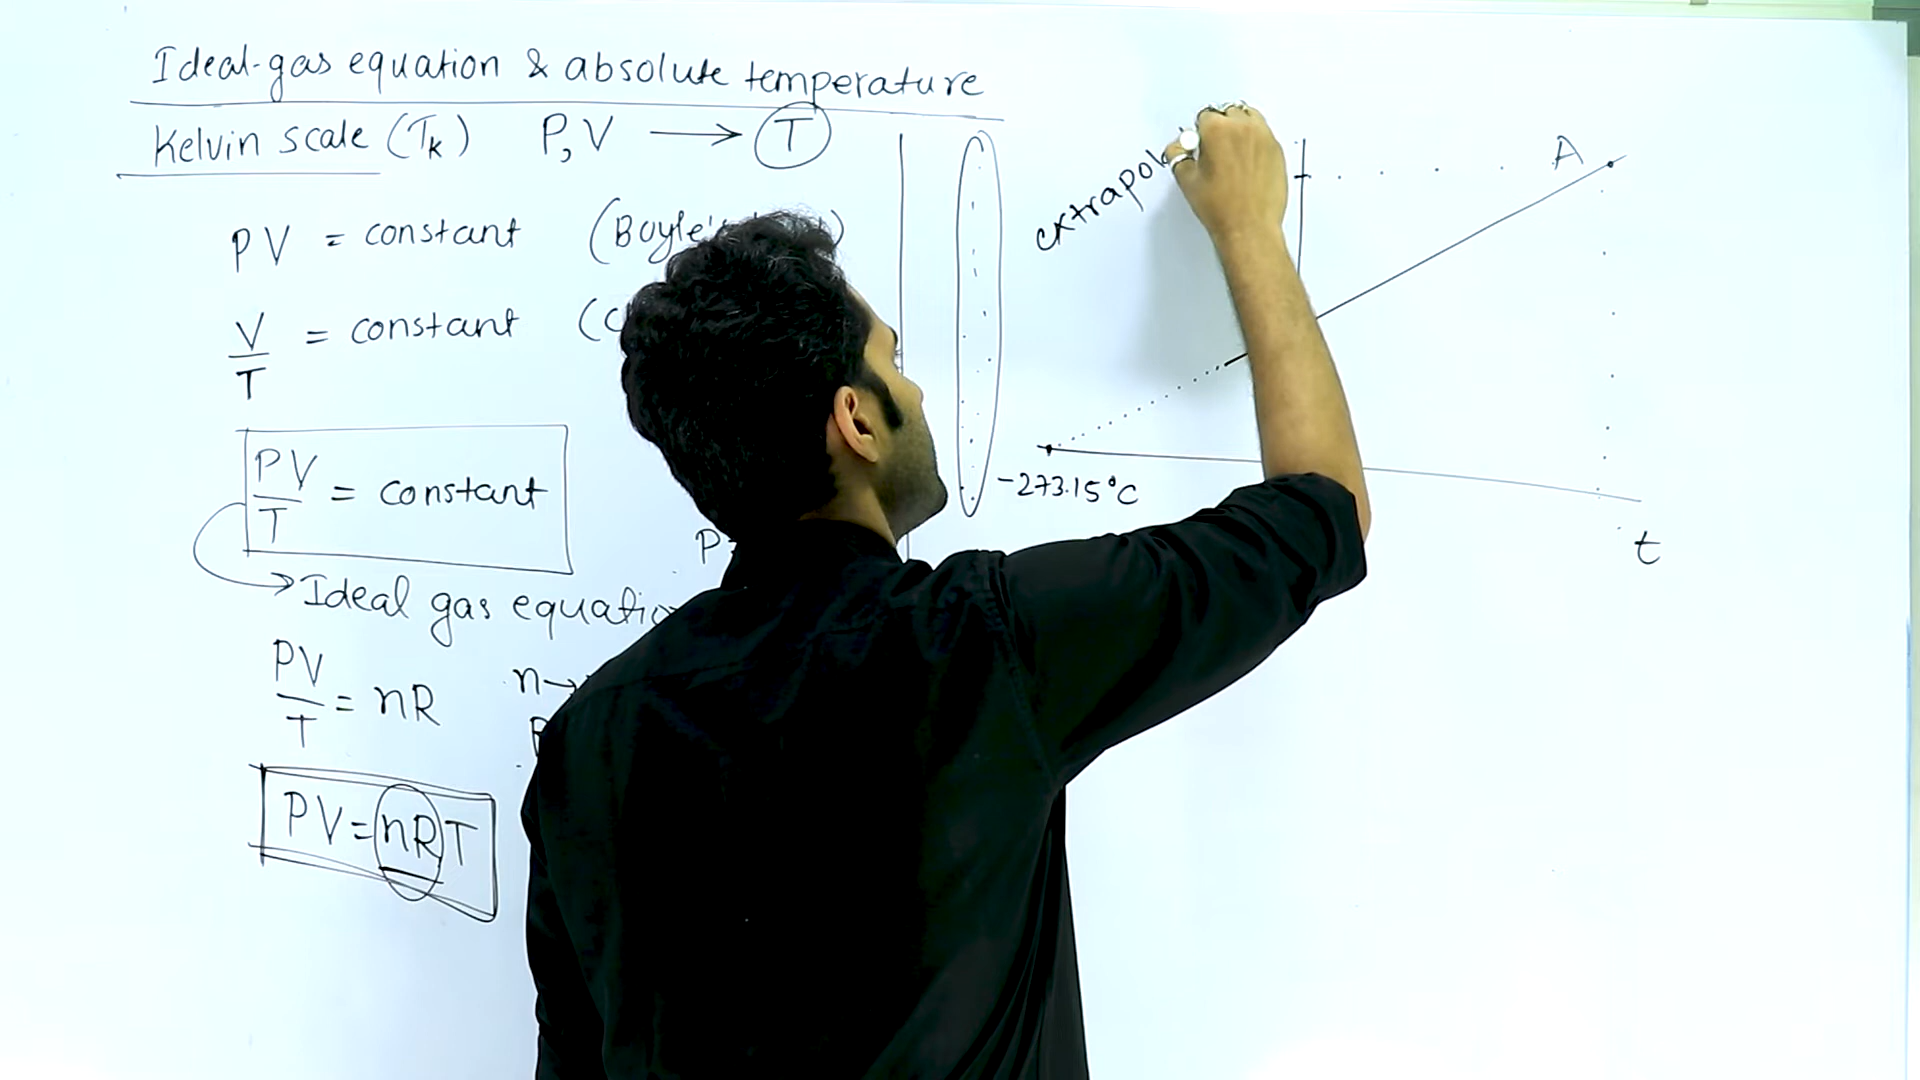 Ideal-gas equation & absolute temperature
Kelvin scale (Tk) P, V ⟶ T
PV = constant (Boyle's
V/T = constant (C
PV/T = constant
P
→ Ideal gas equatio
PV/T = nR n→
PV = nRT
extrapol
A
-273.15°C
t